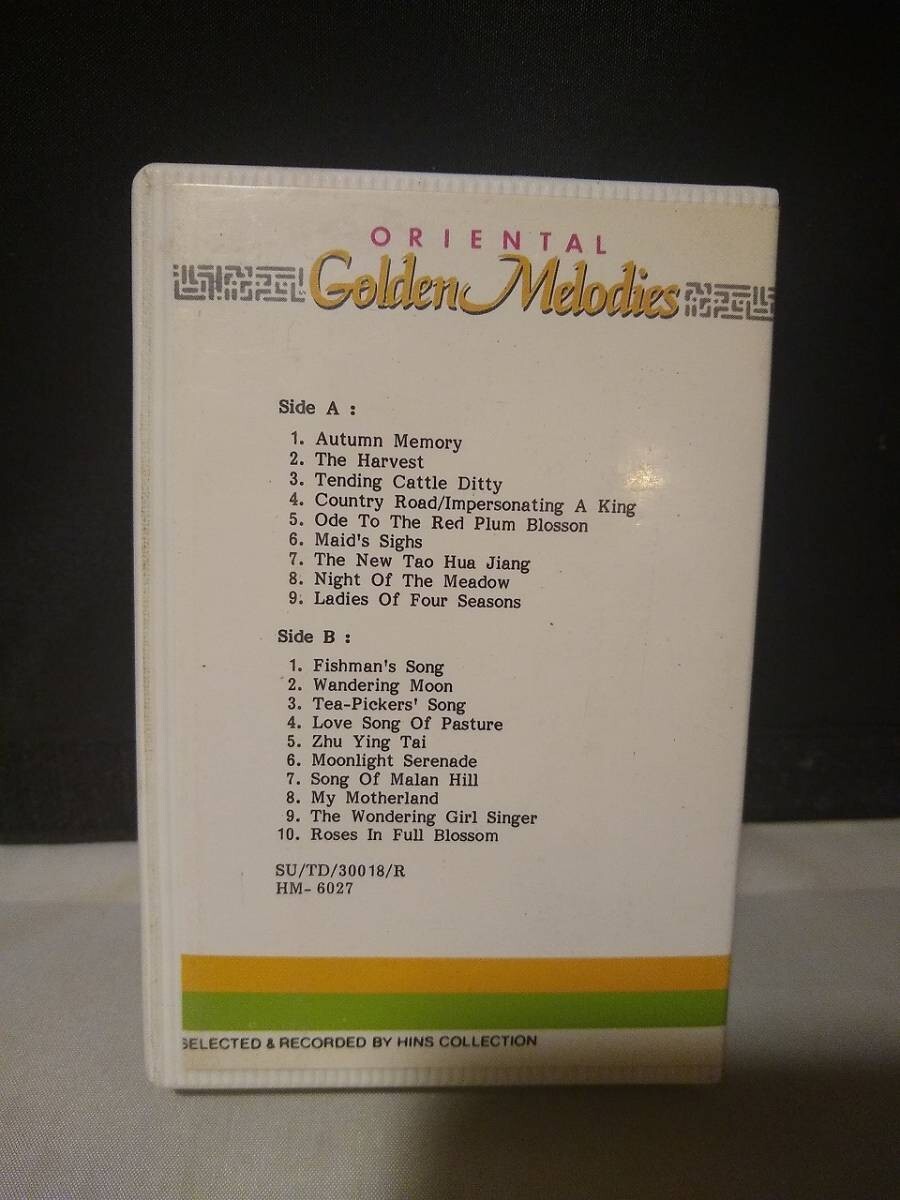 ORIENTAL
Golden Melodies
Side A :
1. Autumn Memory
2. The Harvest
3. Tending Cattle Ditty
4. Country Road/Impersonating A King
5. Ode To The Red Plum Blosson
6. Maid's Sighs
7. The New Tao Hua Jiang
8. Night Of The Meadow
9. Ladies Of Four Seasons
Side B :
1. Fishman's Song
2. Wandering Moon
3. Tea-Pickers' Song
4. Love Song Of Pasture
5. Zhu Ying Tai
6. Moonlight Serenade
7. Song Of Malan Hill
8. My Motherland
9. The Wondering Girl Singer
10. Roses In Full Blossom
SU/TD/30018/R
HM- 6027
SELECTED & RECORDED BY HINS COLLECTION